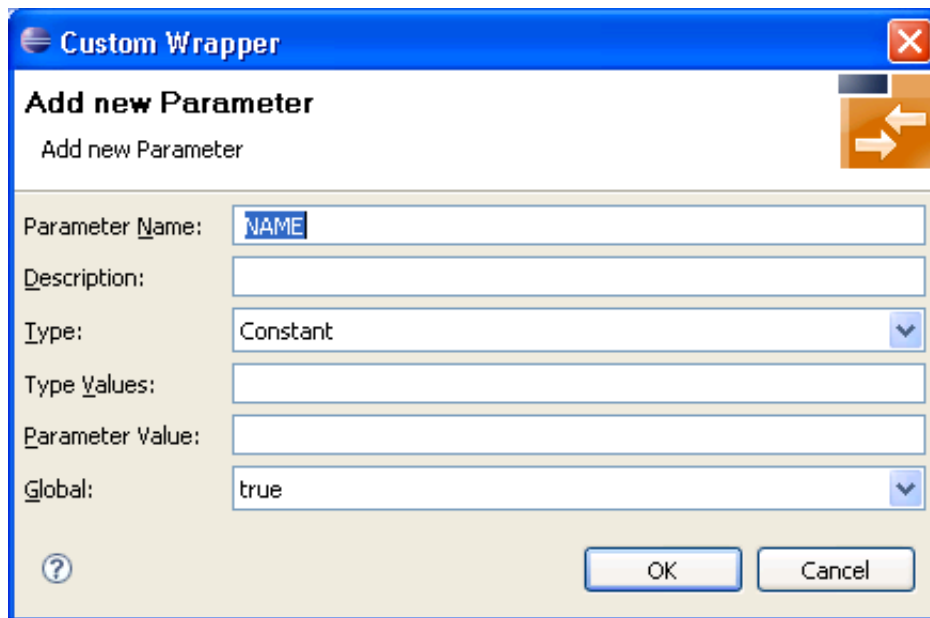 Custom Wrapper
Add new Parameter
Add new Parameter
Parameter Name: NAME
Description:
Type: Constant
Type Values:
Parameter Value:
Global: true
? OK Cancel